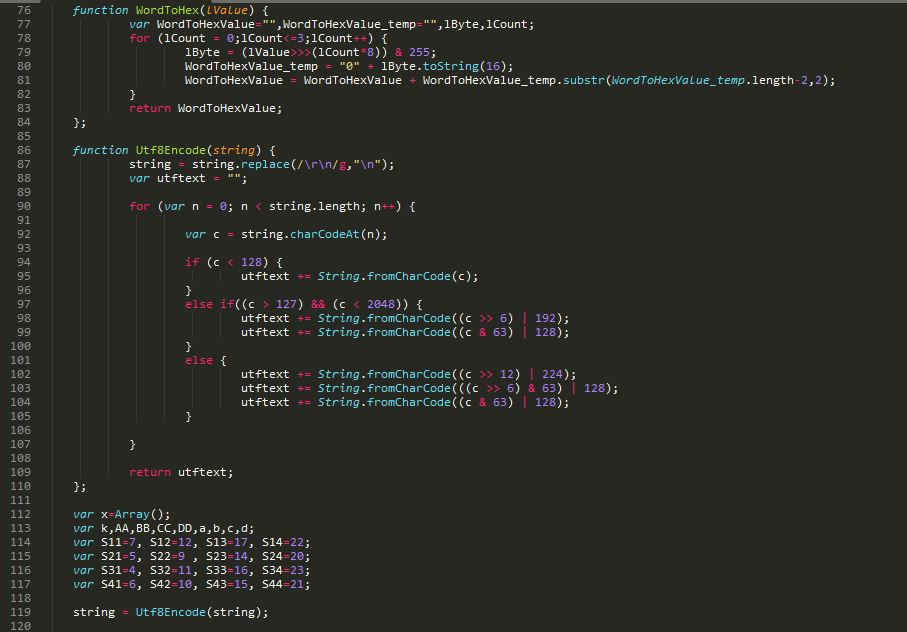 76 function WordToHex(lValue) {
77 var WordToHexValue="",WordToHexValue_temp="",lByte,lCount;
78 for (lCount = 0;lCount<=3;lCount++) {
79 lByte = (lValue>>>(lCount*8)) & 255;
80 WordToHexValue_temp = "0" + lByte.toString(16);
81 WordToHexValue = WordToHexValue + WordToHexValue_temp.substr(WordToHexValue_temp.length-2,2);
82 }
83 return WordToHexValue;
84 };
85
86 function Utf8Encode(string) {
87 string = string.replace(/\r\n/g,"\n");
88 var utftext = "";
89
90 for (var n = 0; n < string.length; n++) {
91
92 var c = string.charCodeAt(n);
93
94 if (c < 128) {
95 utftext += String.fromCharCode(c);
96 }
97 else if((c > 127) && (c < 2048)) {
98 utftext += String.fromCharCode((c >> 6) | 192);
99 utftext += String.fromCharCode((c & 63) | 128);
100 }
101 else {
102 utftext += String.fromCharCode((c >> 12) | 224);
103 utftext += String.fromCharCode(((c >> 6) & 63) | 128);
104 utftext += String.fromCharCode((c & 63) | 128);
105 }
106
107 }
108
109 return utftext;
110 };
111
112 var x=Array();
113 var k,AA,BB,CC,DD,a,b,c,d;
114 var S11=7, S12=12, S13=17, S14=22;
115 var S21=5, S22=9 , S23=14, S24=20;
116 var S31=4, S32=11, S33=16, S34=23;
117 var S41=6, S42=10, S43=15, S44=21;
118
119 string = Utf8Encode(string);
120